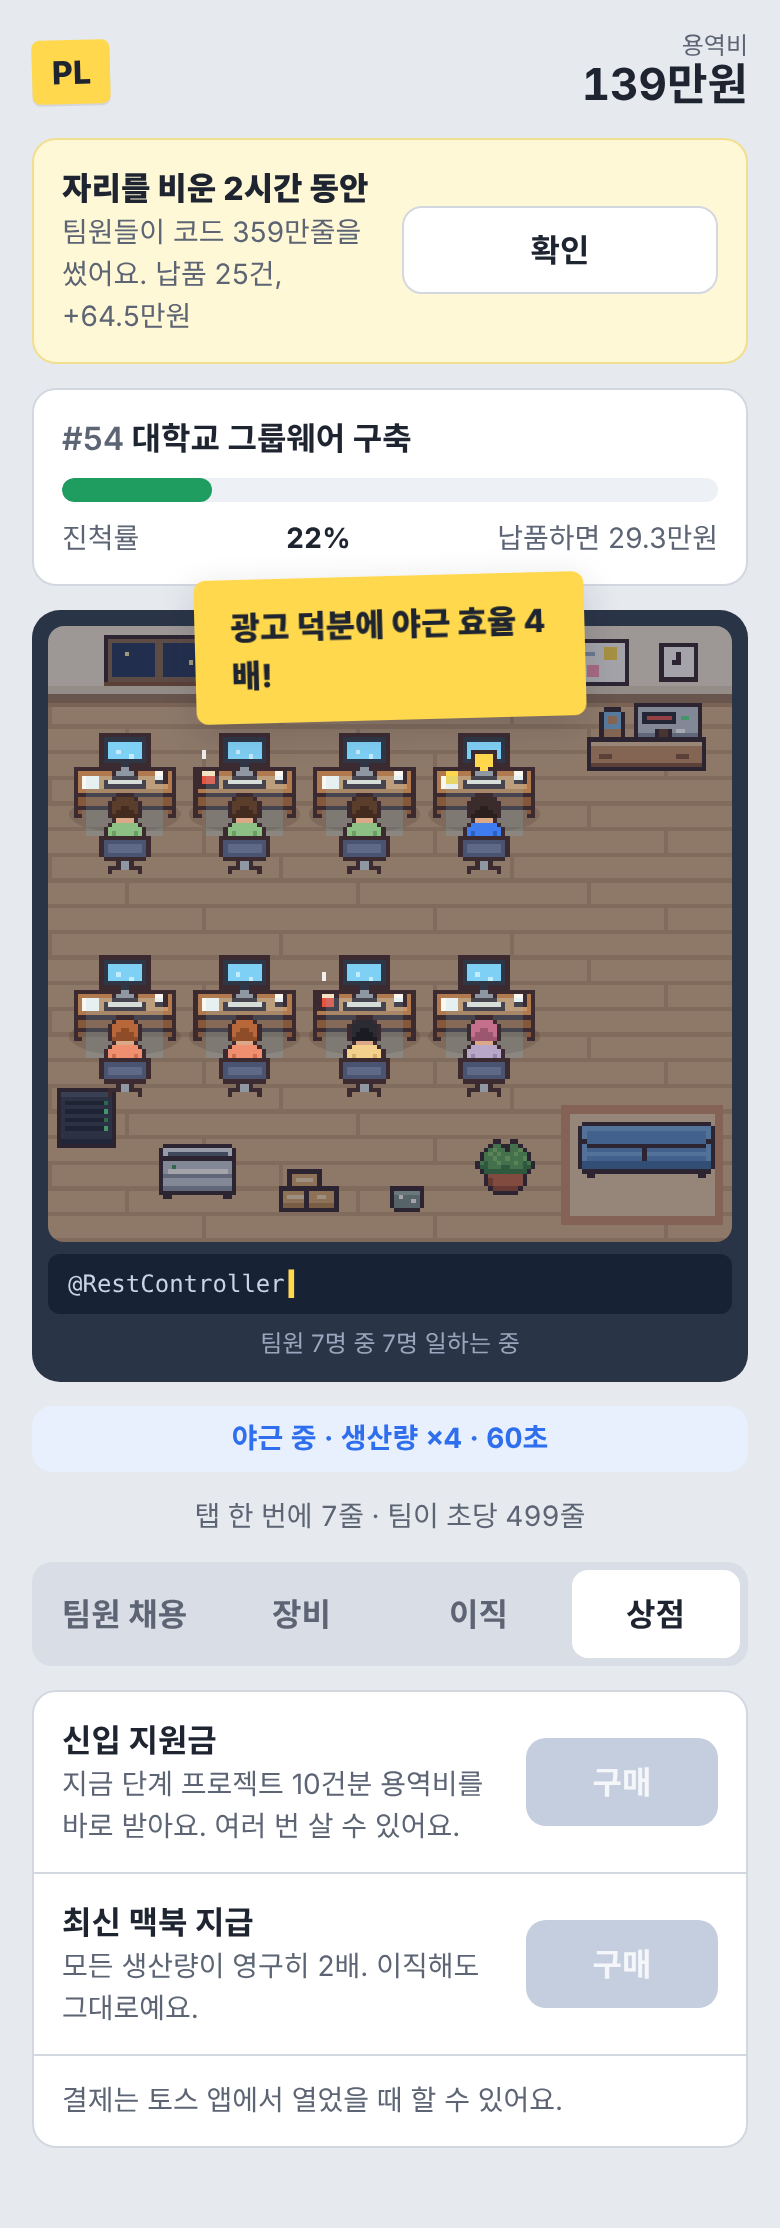 PL
용역비
139만원
자리를 비운 2시간 동안
팀원들이 코드 359만줄을
썼어요. 납품 25건,
+64.5만원
확인
#54 대학교 그룹웨어 구축
진척률 22% 납품하면 29.3만원
광고 덕분에 야근 효율 4
배!
@RestController
팀원 7명 중 7명 일하는 중
야근 중 · 생산량 ×4 · 60초
탭 한 번에 7줄 · 팀이 초당 499줄
팀원 채용 장비 이직 상점
신입 지원금
지금 단계 프로젝트 10건분 용역비를
바로 받아요. 여러 번 살 수 있어요.
구매
최신 맥북 지급
모든 생산량이 영구히 2배. 이직해도
그대로예요.
구매
결제는 토스 앱에서 열었을 때 할 수 있어요.